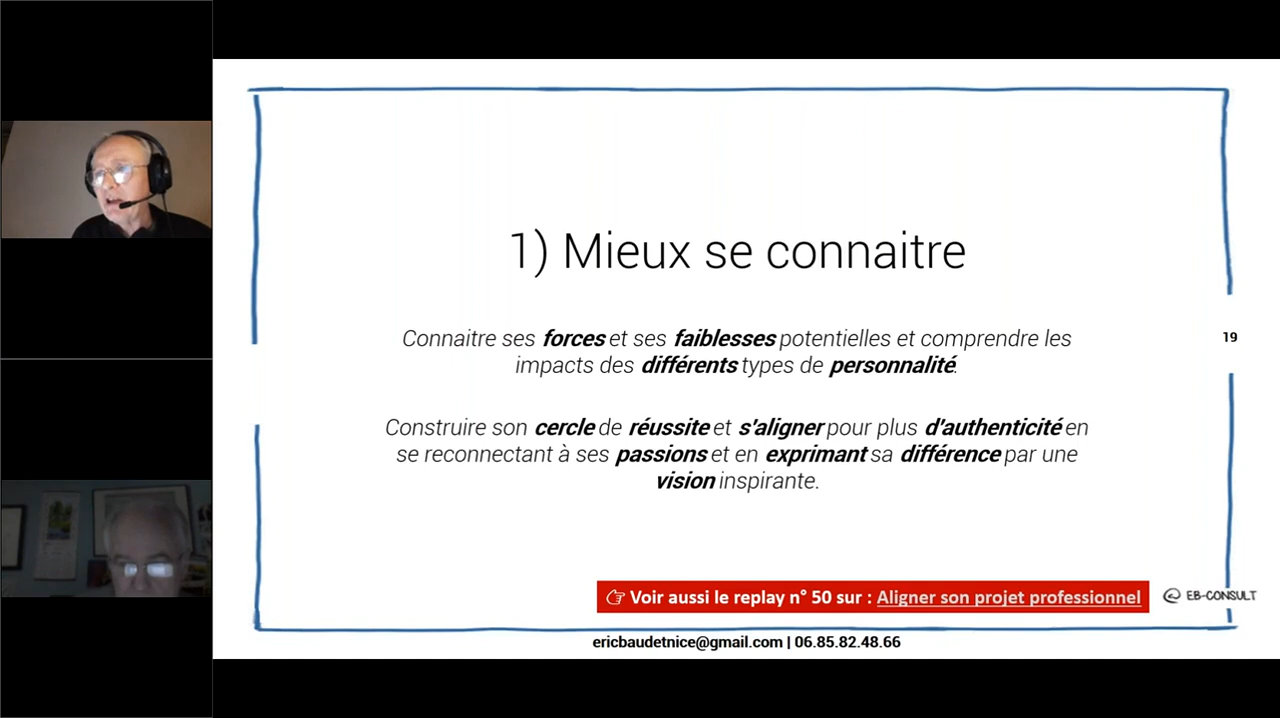 1) Mieux se connaitre
Connaitre ses forces et ses faiblesses potentielles et comprendre les
impacts des différents types de personnalité.
19
Construire son cercle de réussite et s'aligner pour plus d'authenticité en
se reconnectant à ses passions et en exprimant sa différence par une
vision inspirante.
Voir aussi le replay n° 50 sur : Aligner son projet professionnel
EB-CONSULT
ericbaudetnice@gmail.com | 06.85.82.48.66